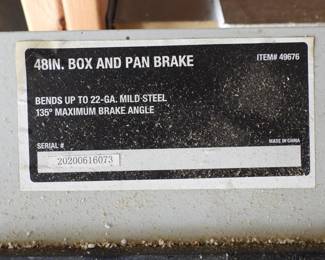 48IN. BOX AND PAN BRAKE ITEM# 49676
BENDS UP TO 22-GA. MILD STEEL
135° MAXIMUM BRAKE ANGLE
SERIAL # MADE IN CHINA
20200616073